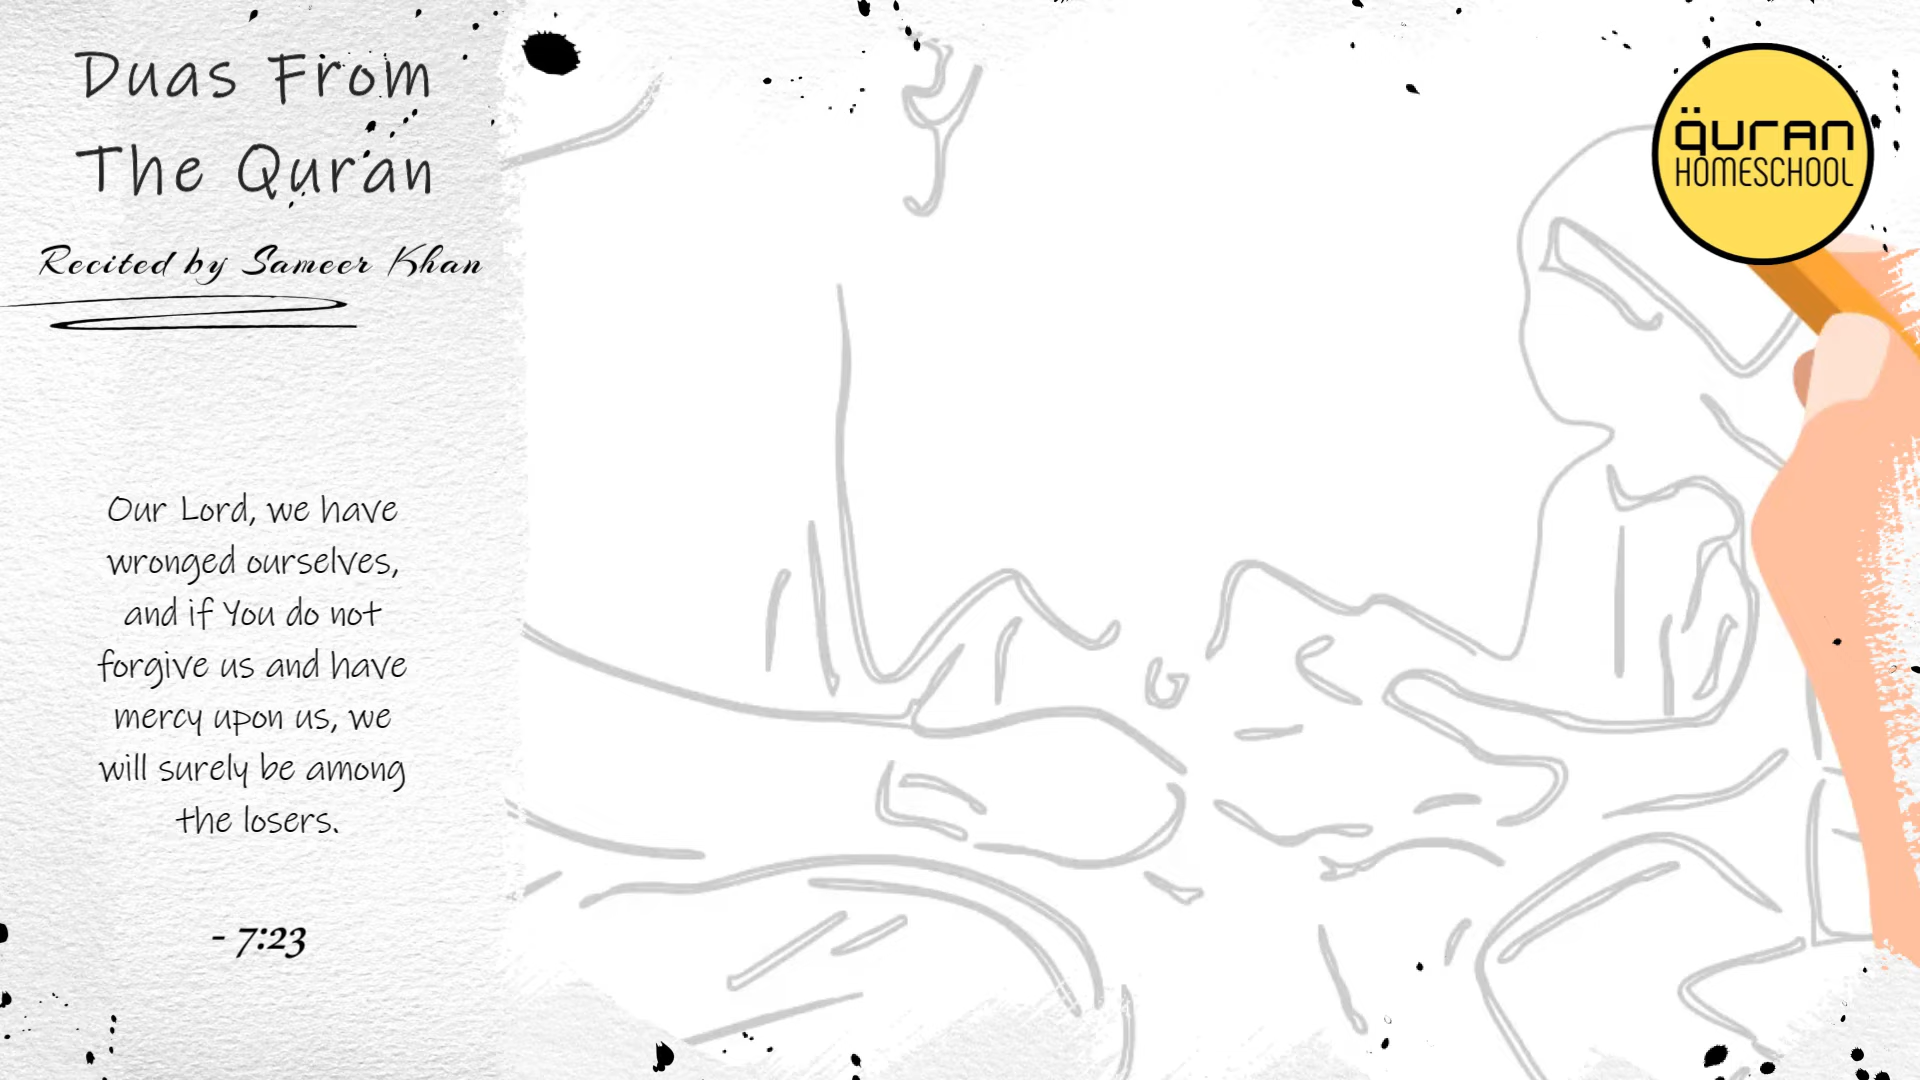 Duas From
The Quran
Recited by Sameer Khan
Our Lord, we have
wronged ourselves,
and if You do not
forgive us and have
mercy upon us, we
will surely be among
the losers.
- 7:23
QURAN
HOMESCHOOL